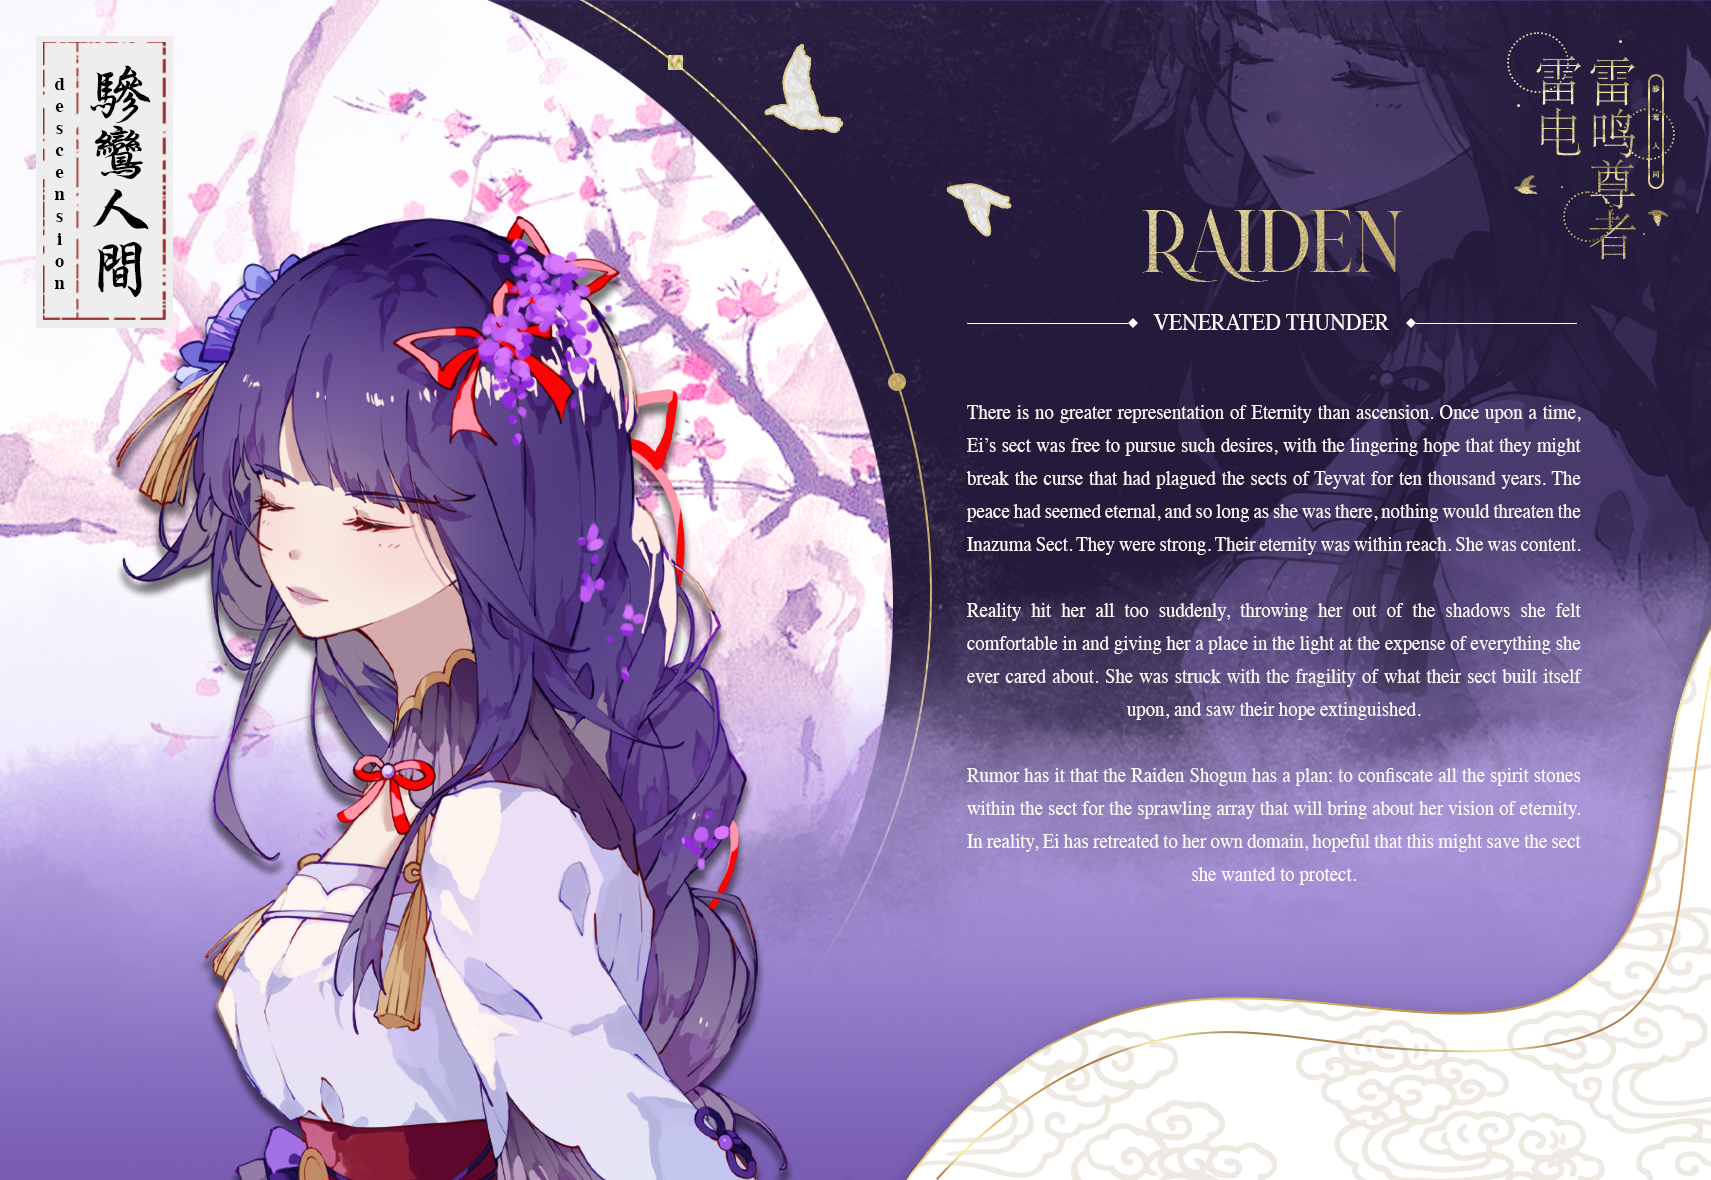 驂鸞人間
descension
雷鸣尊者
雷电
RAIDEN
VENERATED THUNDER
There is no greater representation of Eternity than ascension. Once upon a time,
Ei’s sect was free to pursue such desires, with the lingering hope that they might
break the curse that had plagued the sects of Teyvat for ten thousand years. The
peace had seemed eternal, and so long as she was there, nothing would threaten the
Inazuma Sect. They were strong. Their eternity was within reach. She was content.
Reality hit her all too suddenly, throwing her out of the shadows she felt
comfortable in and giving her a place in the light at the expense of everything she
ever cared about. She was struck with the fragility of what their sect built itself
upon, and saw their hope extinguished.
Rumor has it that the Raiden Shogun has a plan: to confiscate all the spirit stones
within the sect for the sprawling array that will bring about her vision of eternity.
In reality, Ei has retreated to her own domain, hopeful that this might save the sect
she wanted to protect.